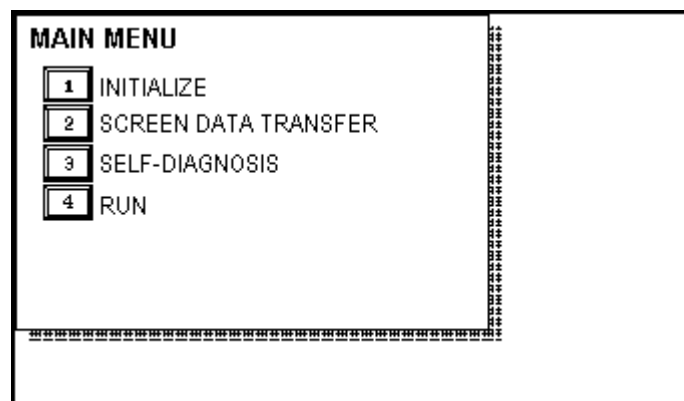 MAIN MENU
1 INITIALIZE
2 SCREEN DATA TRANSFER
3 SELF-DIAGNOSIS
4 RUN